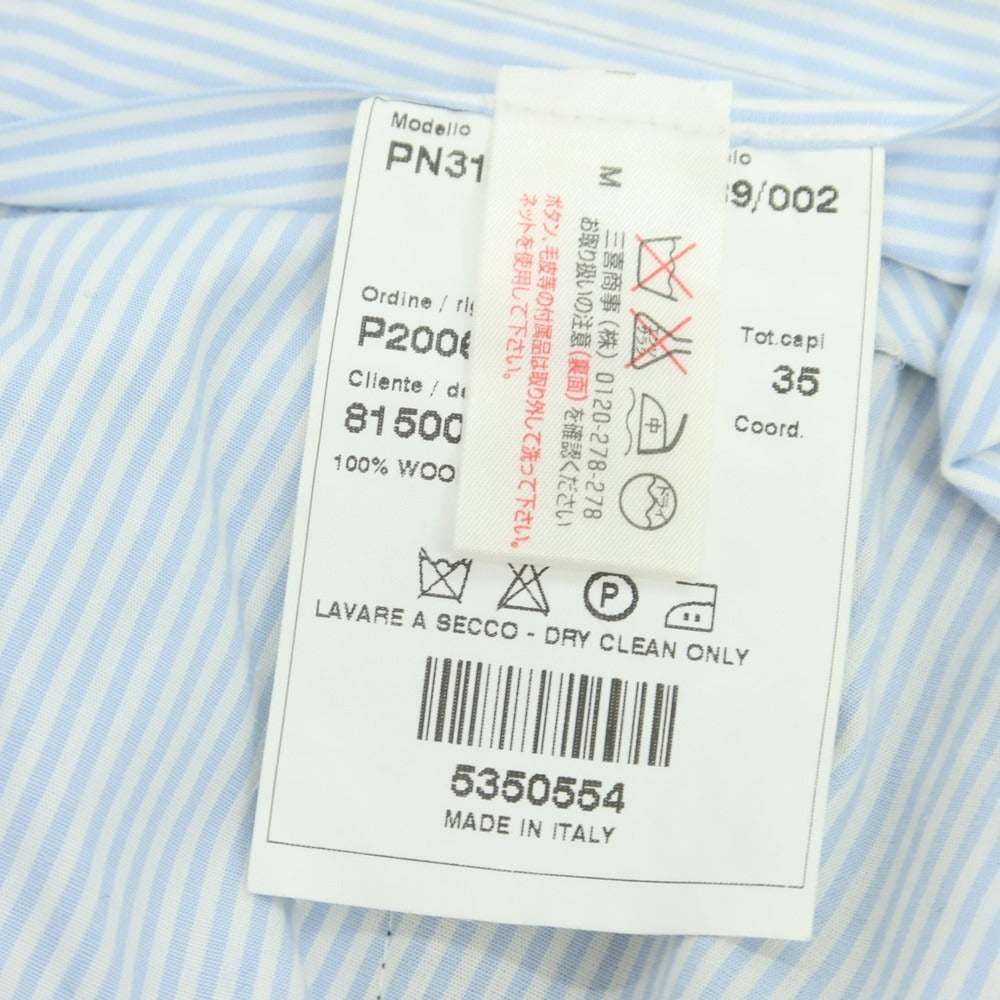 Modello
PN31
9/002
Ordine /
P2006
Cliente /
81500
100% WOO
Tot.capi
35
Coord.
M
三喜商事(株) 0120-278-278
お取り扱いの注意(裏面)を確認ください
ボタン、毛皮等の付属品は取り外して洗って下さい。
ネットを使用して下さい。
エンソ
中
ドライ
P
LAVARE A SECCO - DRY CLEAN ONLY
5350554
MADE IN ITALY